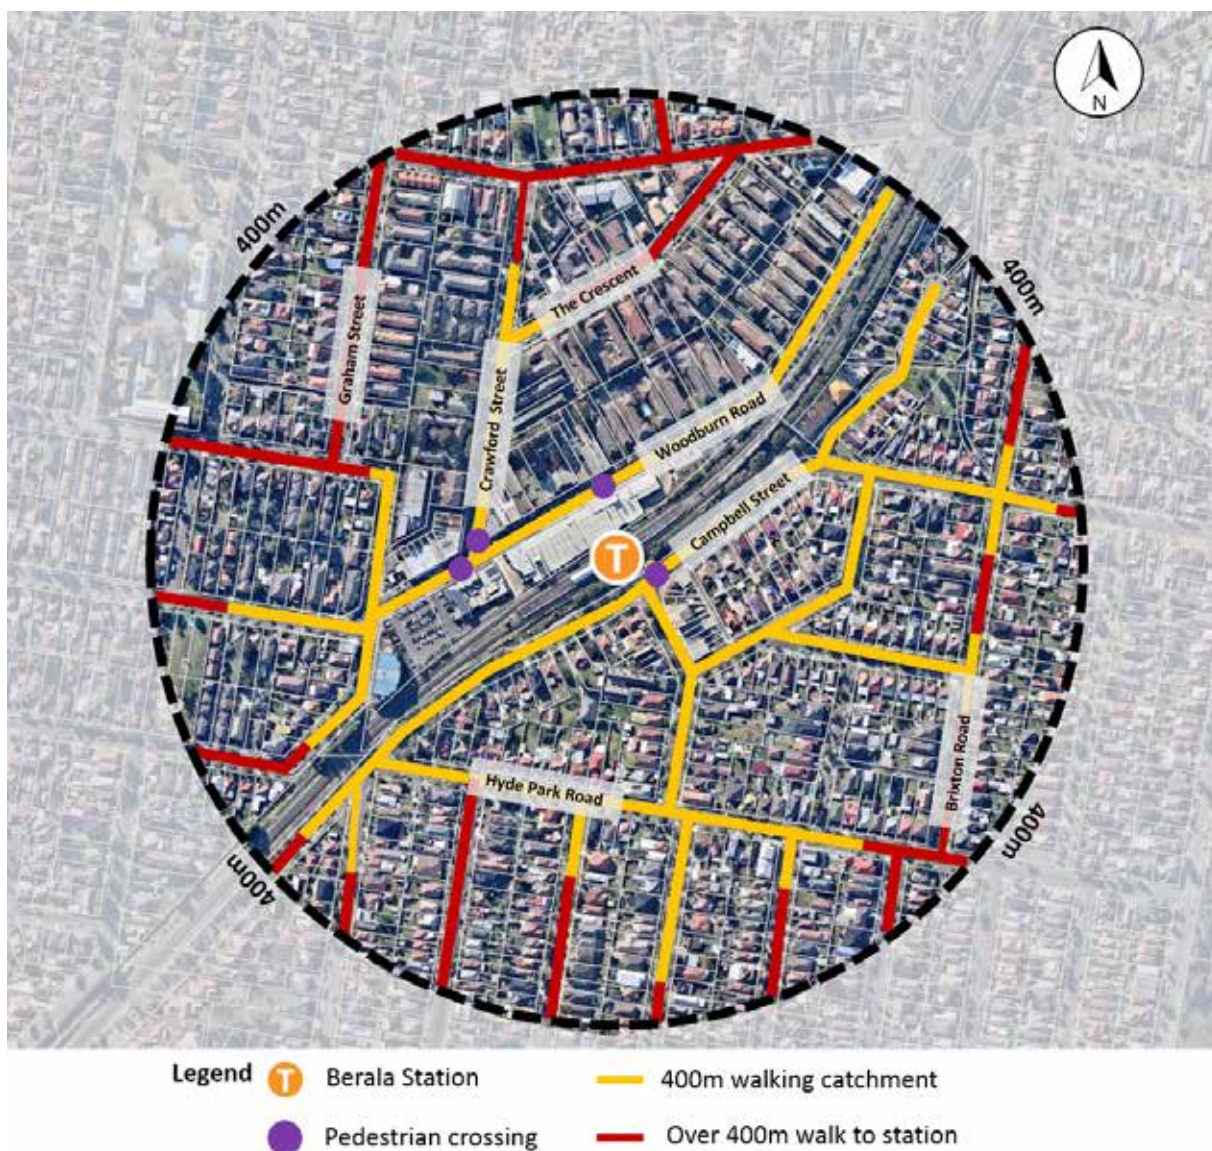 N
400m
400m
The Crescent
Graham Street
Crawford Street
Woodburn Road
Campbell Street
T
Brixton Road
Hyde Park Road
400m
400m
Legend
T Berala Station
400m walking catchment
Pedestrian crossing
Over 400m walk to station